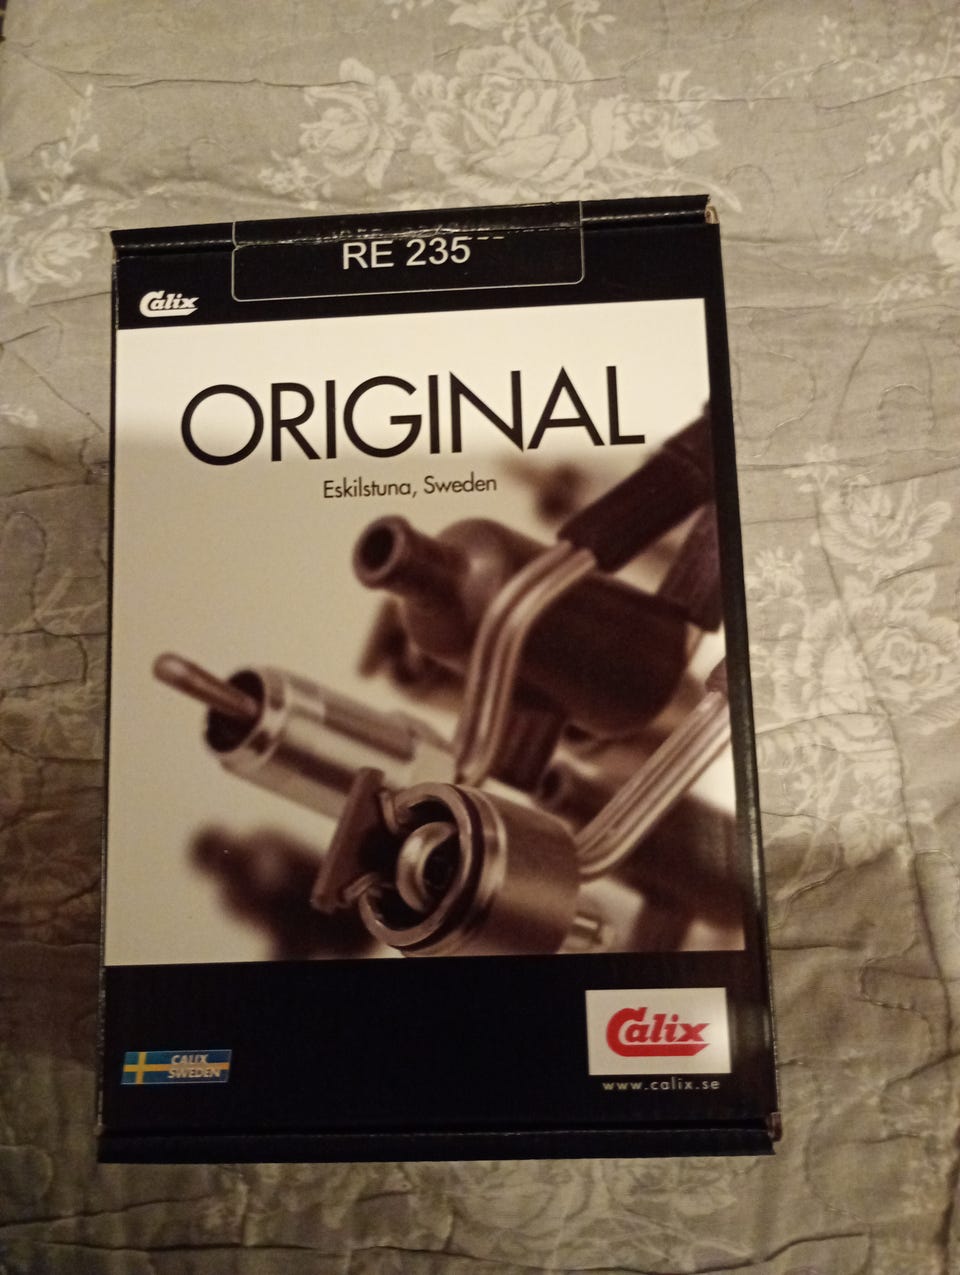 RE 235
Calix
ORIGINAL
Eskilstuna, Sweden
CALIX
SWEDEN
Calix
www.calix.se